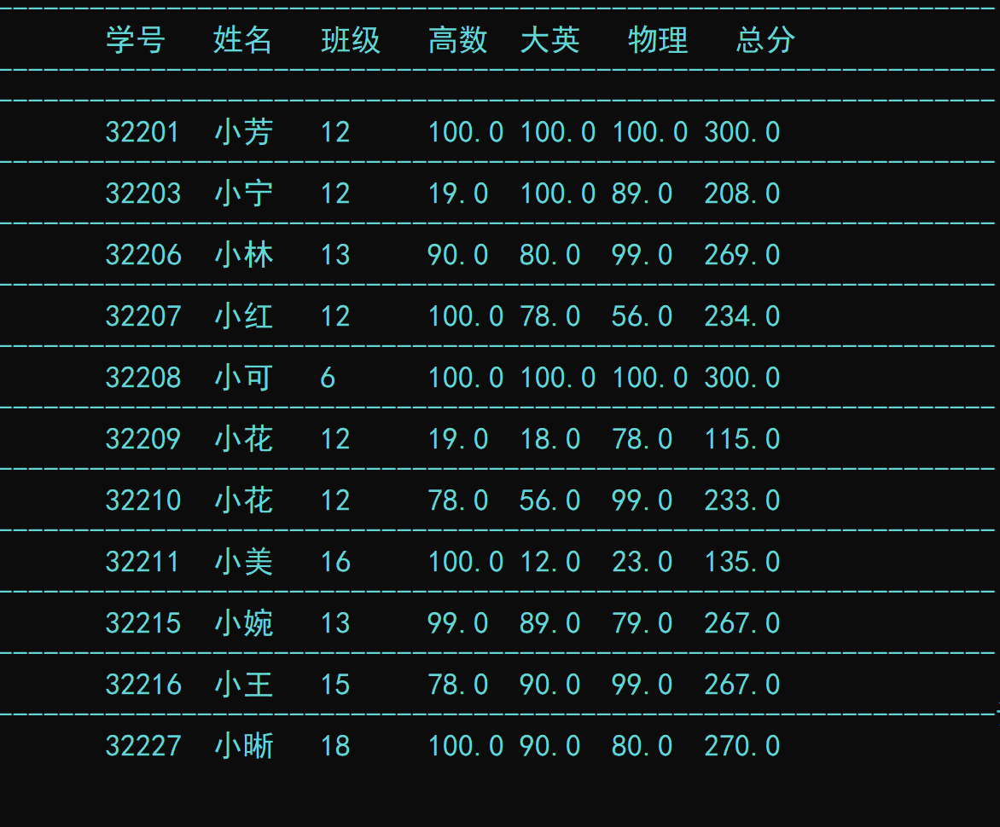 学号 姓名 班级 高数 大英 物理 总分
32201 小芳 12 100.0 100.0 100.0 300.0
32203 小宁 12 19.0 100.0 89.0 208.0
32206 小林 13 90.0 80.0 99.0 269.0
32207 小红 12 100.0 78.0 56.0 234.0
32208 小可 6 100.0 100.0 100.0 300.0
32209 小花 12 19.0 18.0 78.0 115.0
32210 小花 12 78.0 56.0 99.0 233.0
32211 小美 16 100.0 12.0 23.0 135.0
32215 小婉 13 99.0 89.0 79.0 267.0
32216 小王 15 78.0 90.0 99.0 267.0
32227 小晰 18 100.0 90.0 80.0 270.0